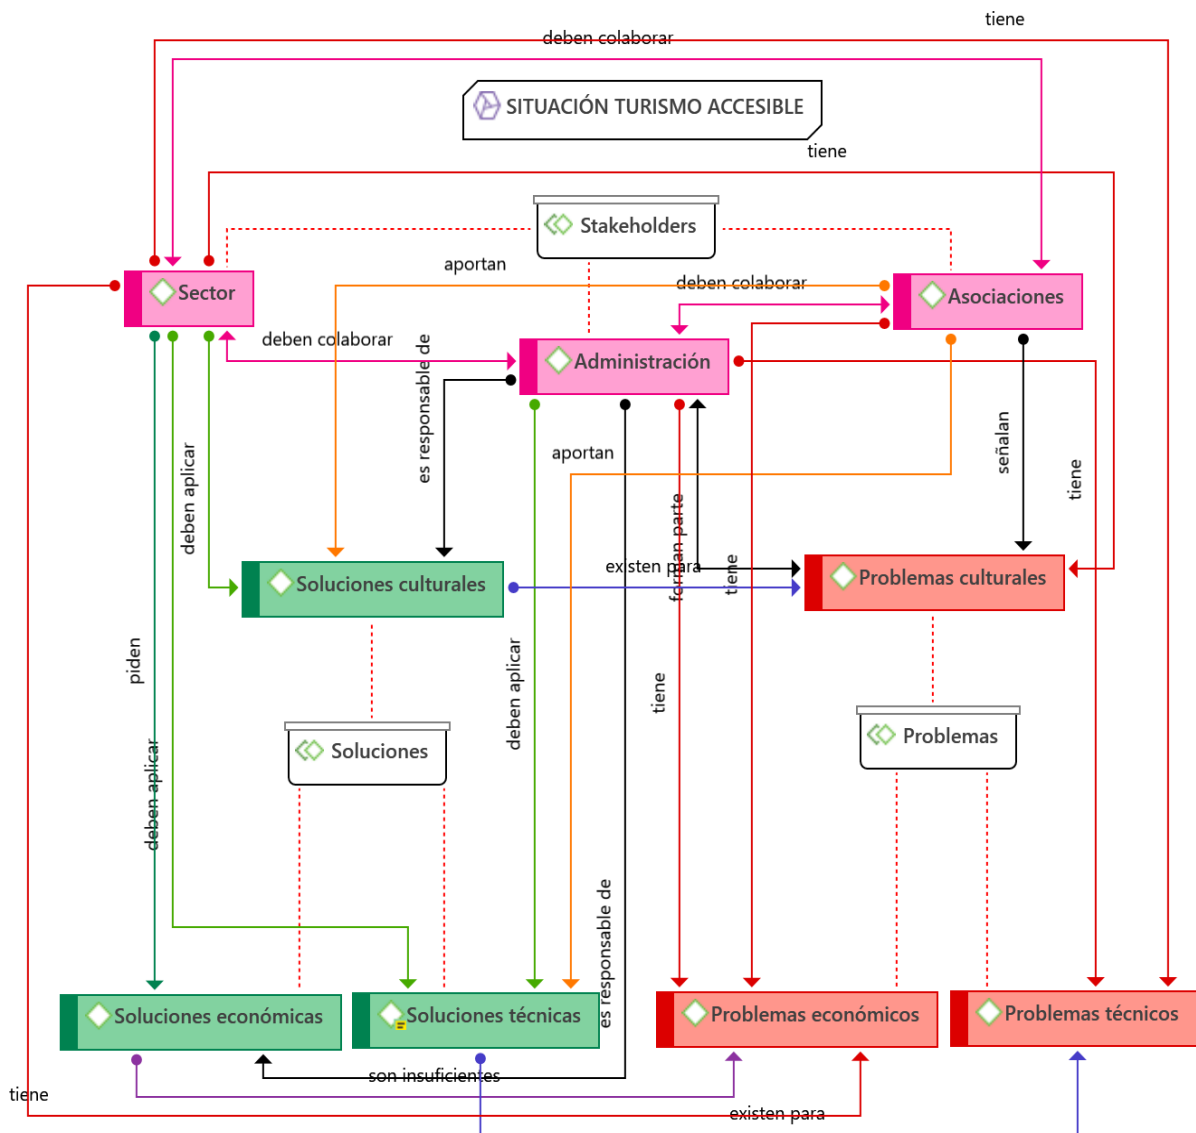 tiene
deben colaborar
SITUACIÓN TURISMO ACCESIBLE
tiene
Stakeholders
aportan
deben colaborar
Sector
Asociaciones
deben colaborar
es responsable de
Administración
señalan
deben aplicar
aportan
tiene
forman parte
existen para
tiene
Soluciones culturales
Problemas culturales
piden
deben aplicar
tiene
Soluciones
Problemas
deben aplicar
es responsable de
Soluciones económicas
Soluciones técnicas
Problemas económicos
Problemas técnicos
son insuficientes
tiene
existen para